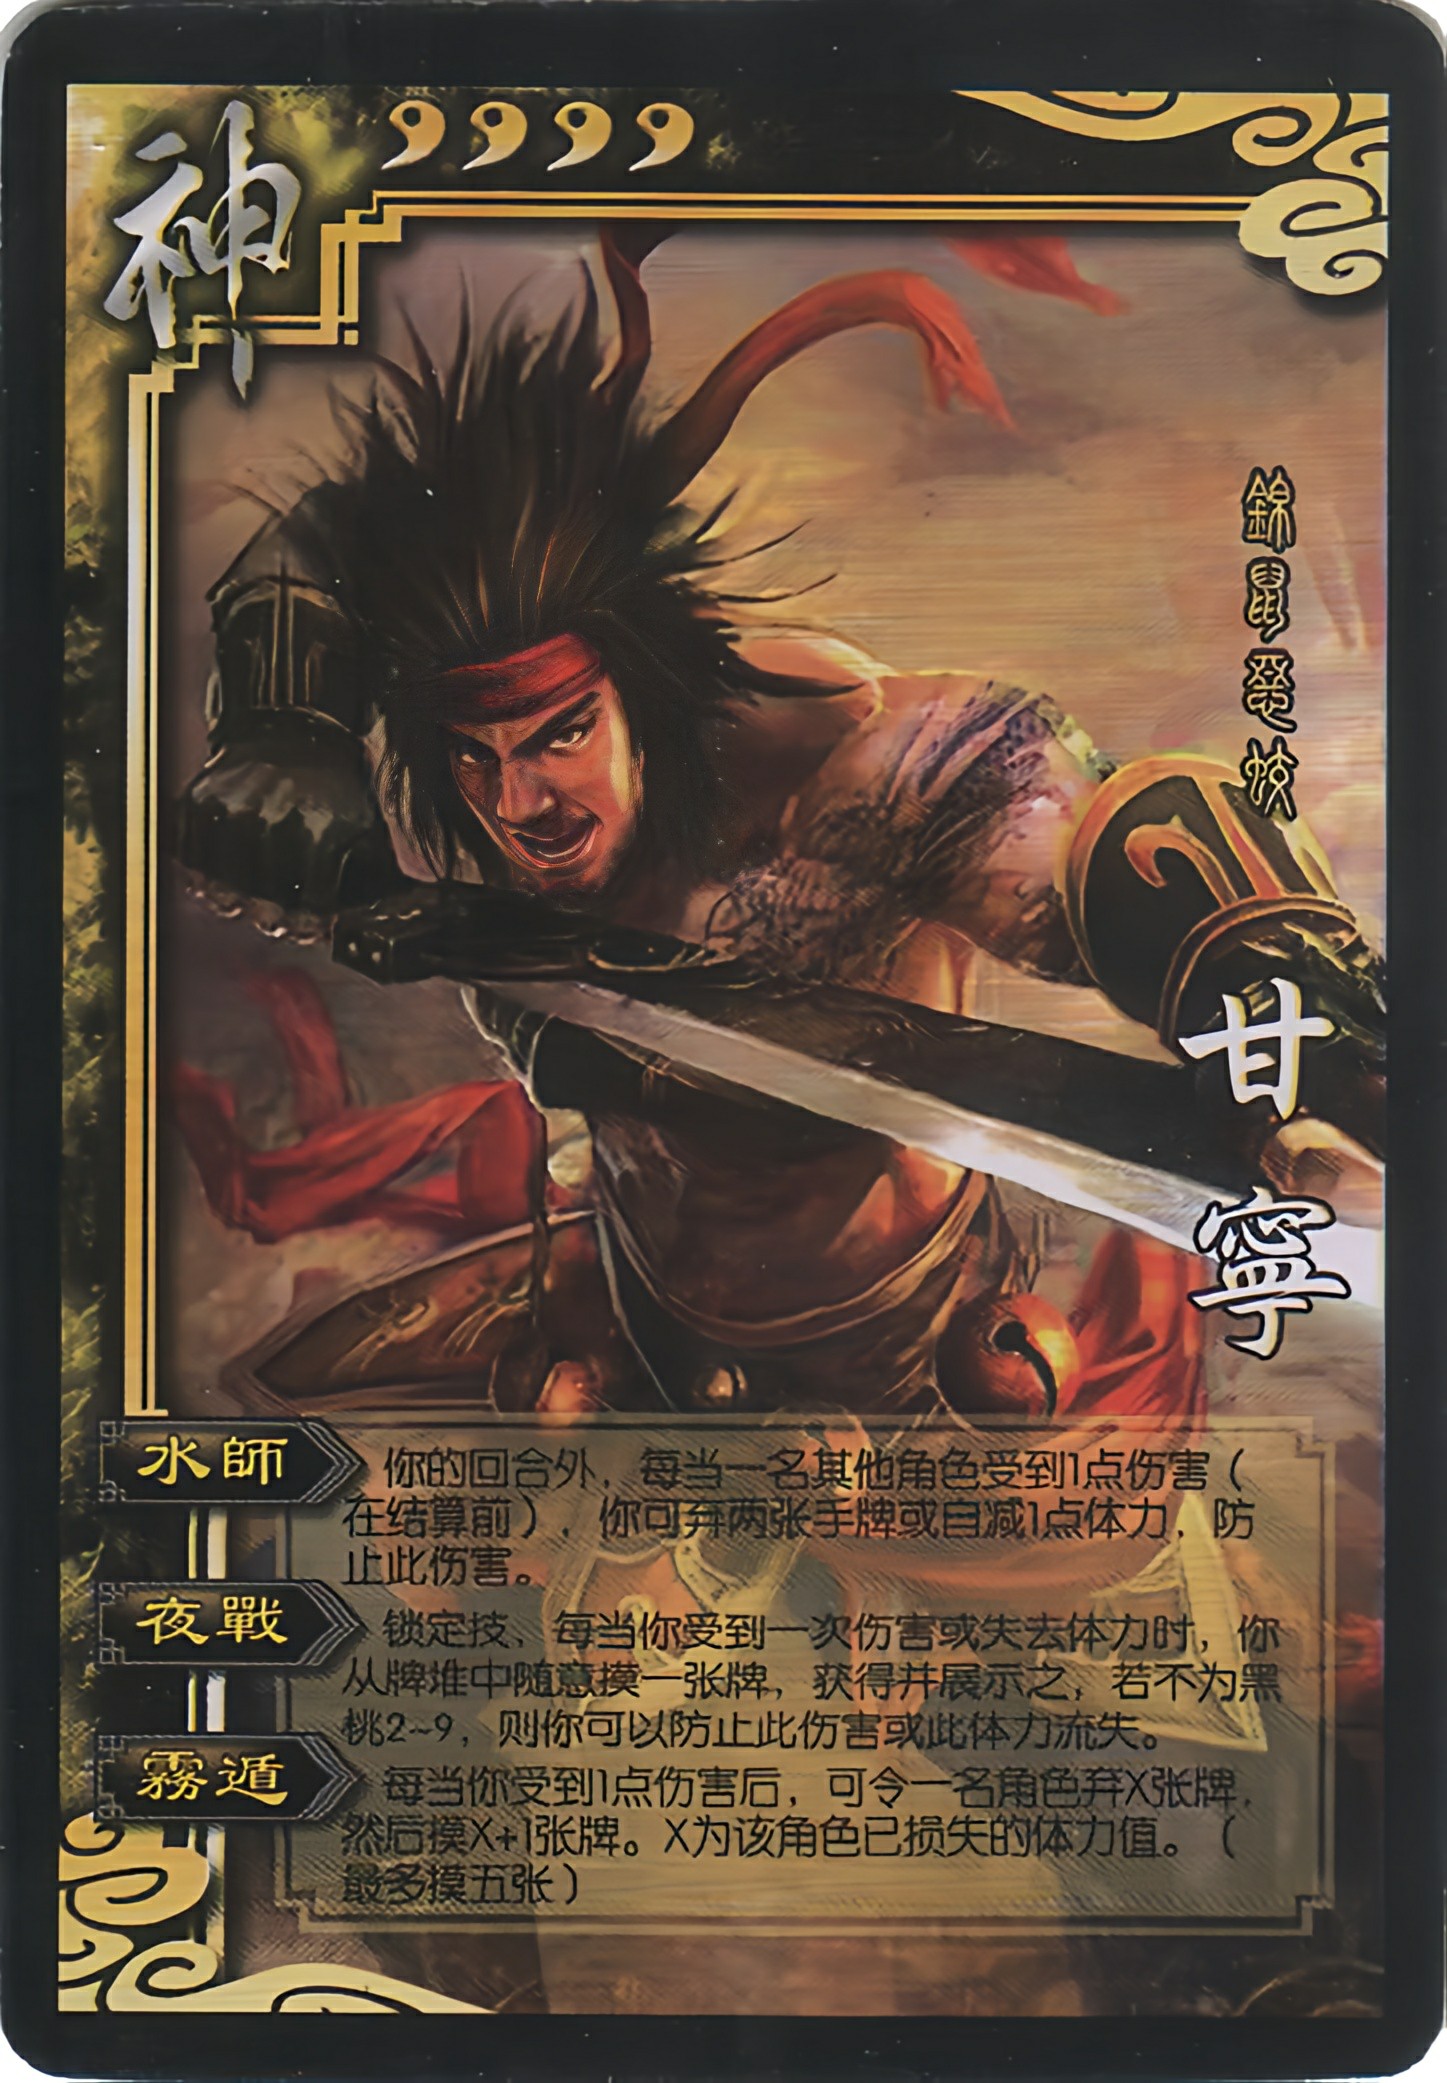 神
錦鼠惡蛟
甘寧
水師
你的回合外，每当一名其他角色受到1点伤害（
在结算前），你可弃两张手牌或自减1点体力，防
止此伤害。
夜戰
锁定技，每当你受到一次伤害或失去体力时，你
从牌堆中随意摸一张牌，获得并展示之，若不为黑
桃2~9，则你可以防止此伤害或此体力流失。
霧遁
每当你受到1点伤害后，可令一名角色弃X张牌，
然后摸X+1张牌。X为该角色已损失的体力值。（
最多摸五张）